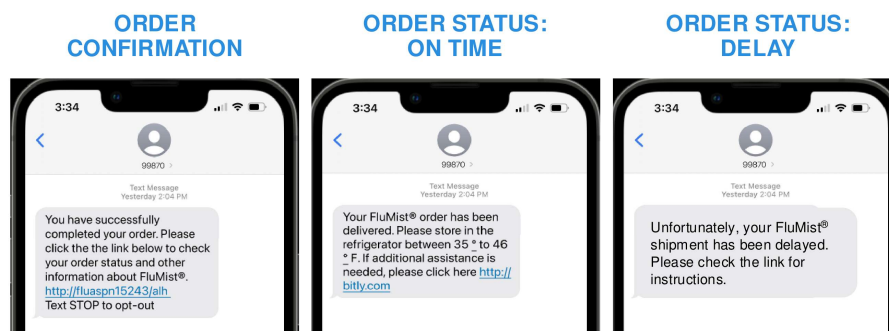 ORDER
CONFIRMATION
3:34
99870 >
Text Message
Yesterday 2:04 PM
You have successfully
completed your order. Please
click the the link below to check
your order status and other
information about FluMist®.
http://fluaspn15243/alh
Text STOP to opt-out
ORDER STATUS:
ON TIME
3:34
99870 >
Text Message
Yesterday 2:04 PM
Your FluMist® order has been
delivered. Please store in the
refrigerator between 35 ° to 46
° F. If additional assistance is
needed, please click here http://
bitly.com
ORDER STATUS:
DELAY
3:34
99870 >
Text Message
Yesterday 2:04 PM
Unfortunately, your FluMist®
shipment has been delayed.
Please check the link for
instructions.